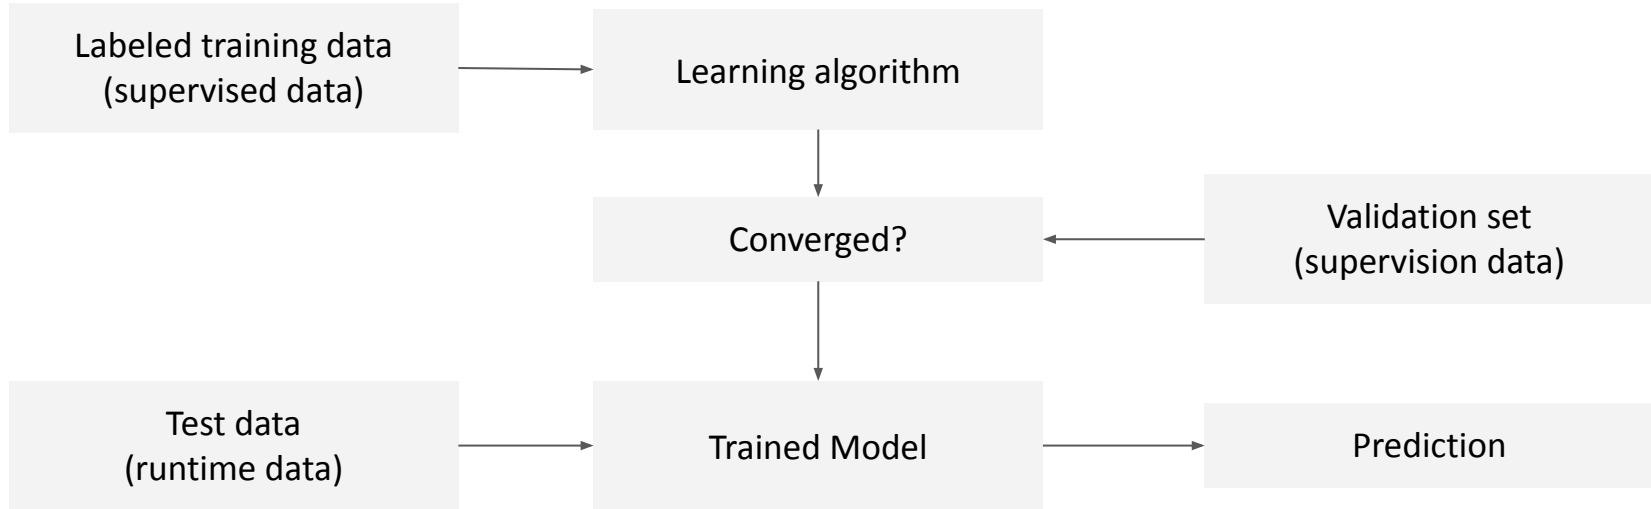 Labeled training data
(supervised data)
Learning algorithm
Converged?
Validation set
(supervision data)
Test data
(runtime data)
Trained Model
Prediction